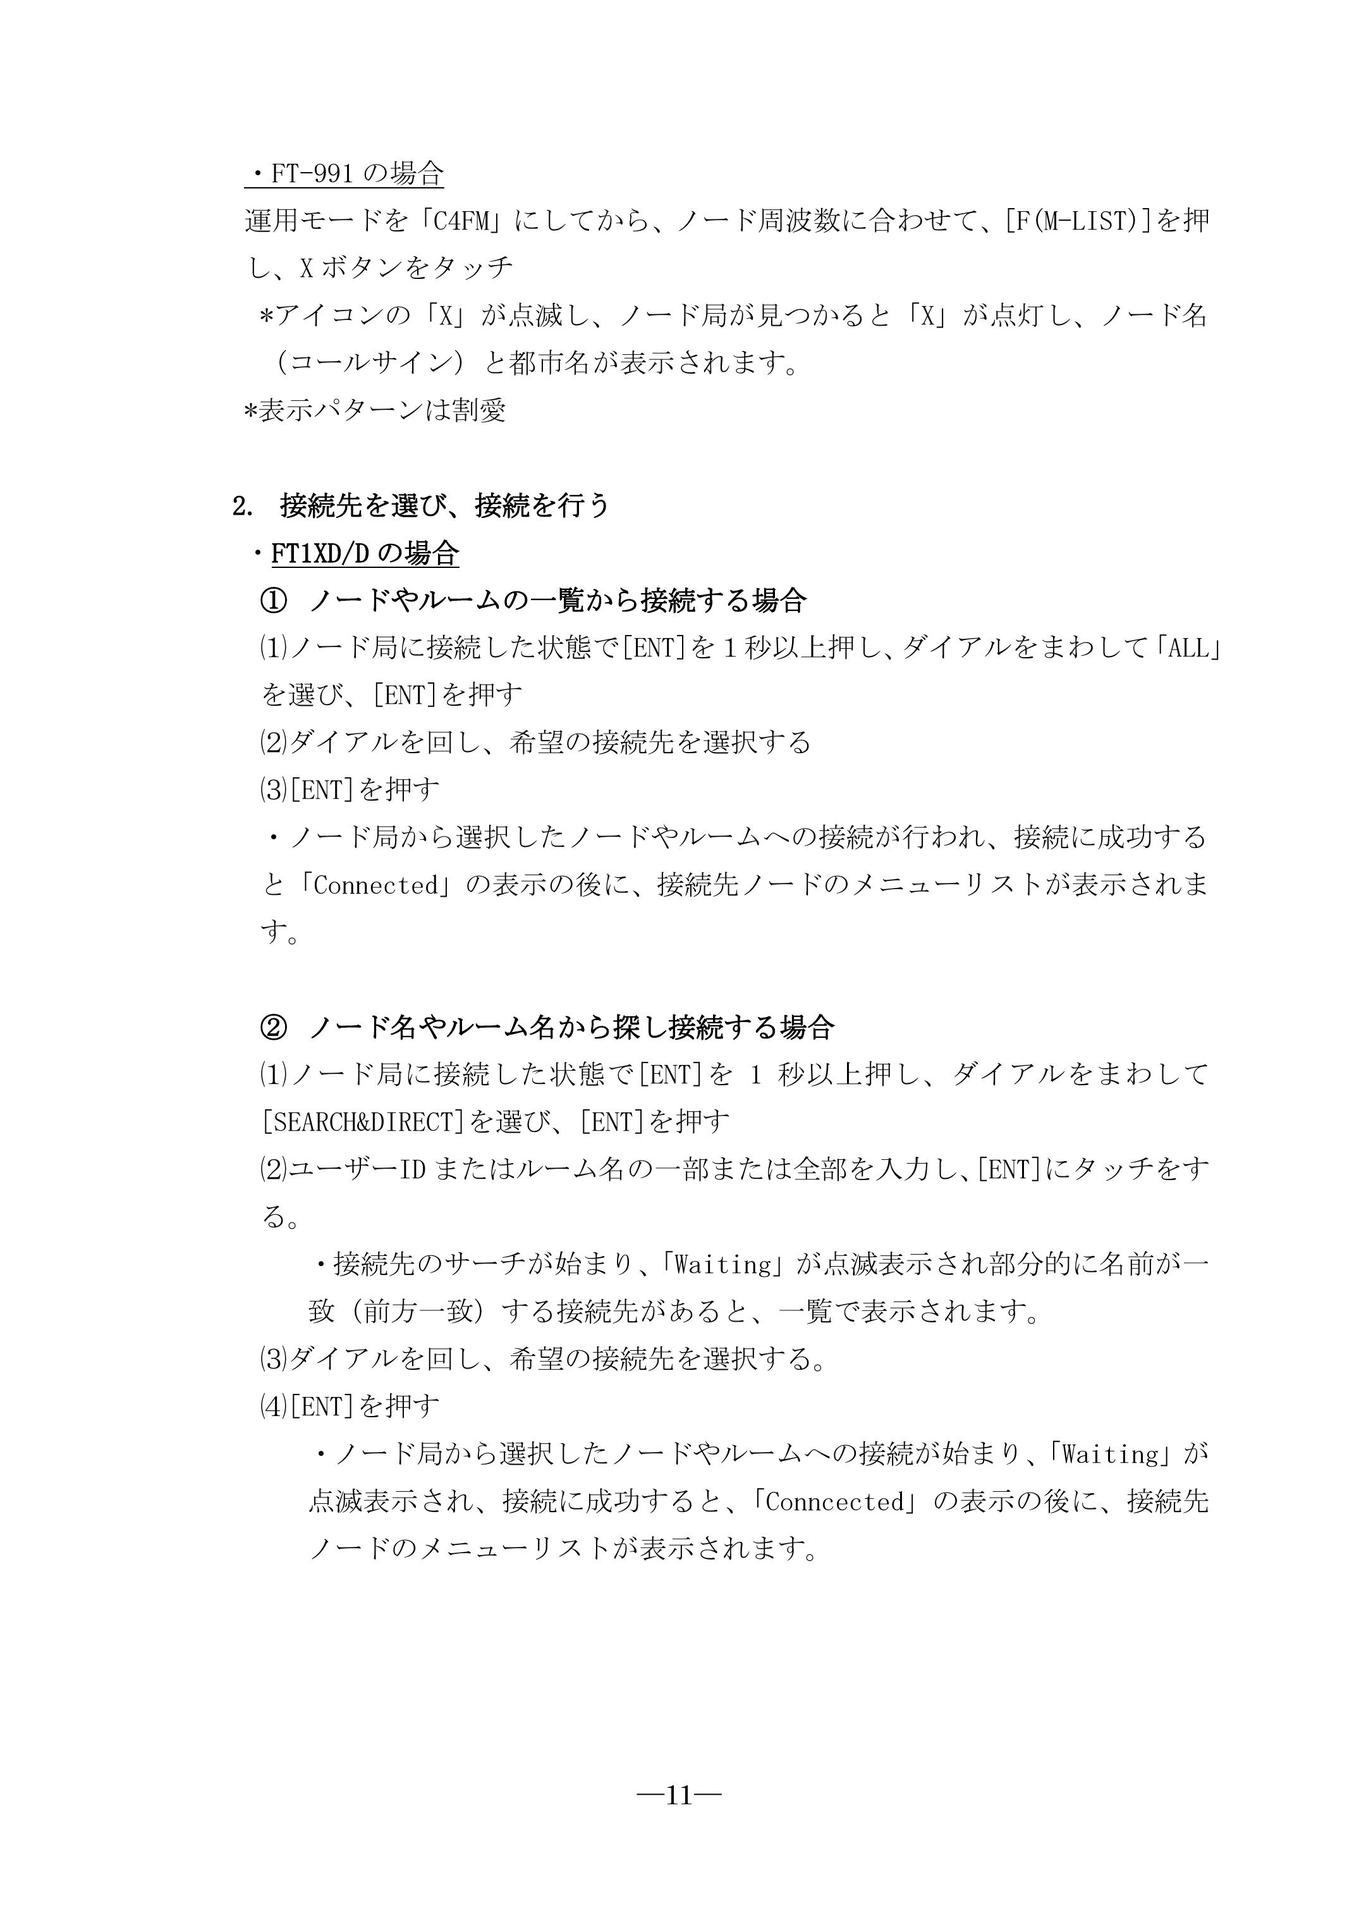 ・FT-991 の場合
運用モードを「C4FM」にしてから、ノード周波数に合わせて、[F(M-LIST)]を押
し、X ボタンをタッチ
*アイコンの「X」が点滅し、ノード局が見つかると「X」が点灯し、ノード名
（コールサイン）と都市名が表示されます。
*表示パターンは割愛
2. 接続先を選び、接続を行う
・FT1XD/D の場合
① ノードやルームの一覧から接続する場合
⑴ノード局に接続した状態で[ENT]を１秒以上押し、ダイアルをまわして「ALL」
を選び、[ENT]を押す
⑵ダイアルを回し、希望の接続先を選択する
⑶[ENT]を押す
・ノード局から選択したノードやルームへの接続が行われ、接続に成功する
と「Connected」の表示の後に、接続先ノードのメニューリストが表示されま
す。
② ノード名やルーム名から探し接続する場合
⑴ノード局に接続した状態で[ENT]を 1 秒以上押し、ダイアルをまわして
[SEARCH&DIRECT]を選び、[ENT]を押す
⑵ユーザーID またはルーム名の一部または全部を入力し、[ENT]にタッチをす
る。
・接続先のサーチが始まり、「Waiting」が点滅表示され部分的に名前が一
致（前方一致）する接続先があると、一覧で表示されます。
⑶ダイアルを回し、希望の接続先を選択する。
⑷[ENT]を押す
・ノード局から選択したノードやルームへの接続が始まり、「Waiting」が
点滅表示され、接続に成功すると、「Conncected」の表示の後に、接続先
ノードのメニューリストが表示されます。
―11―